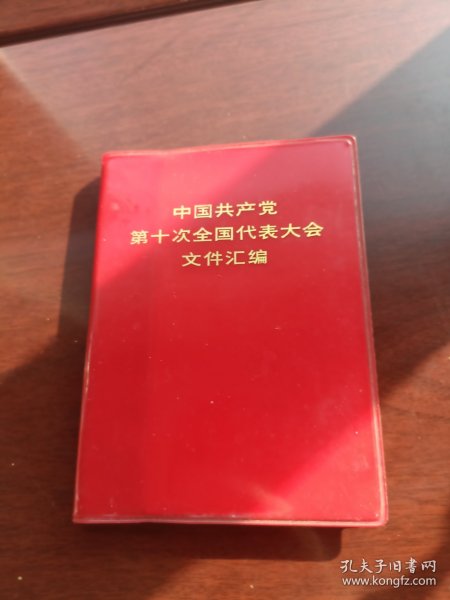 中国共产党
第十次全国代表大会
文件汇编
孔夫子旧书网
www.kongfz.com